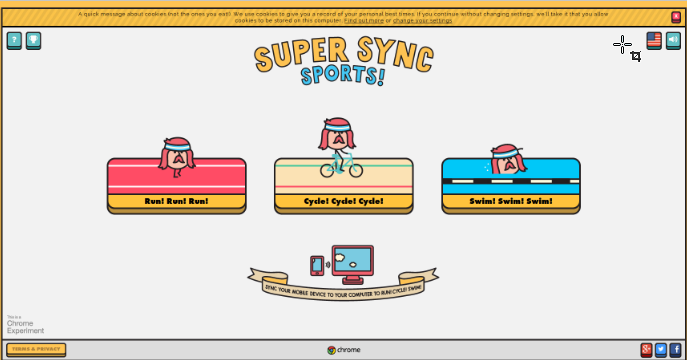 A quick message about cookies that the ones you eat! We use cookies to give you a record of your personal best times. If you continue without changing settings, we'll take it that you allow
cookies to be stored on this computer. Find out more or change your settings
?
SUPER SYNC
SPORTS!
Run! Run! Run!
Cycle! Cycle! Cycle!
Swim! Swim! Swim!
SYNC YOUR MOBILE DEVICE TO YOUR COMPUTER TO RUN! CYCLE! SWIM!
This is a
Chrome
Experiment
TERMS & PRIVACY
chrome
g+
f